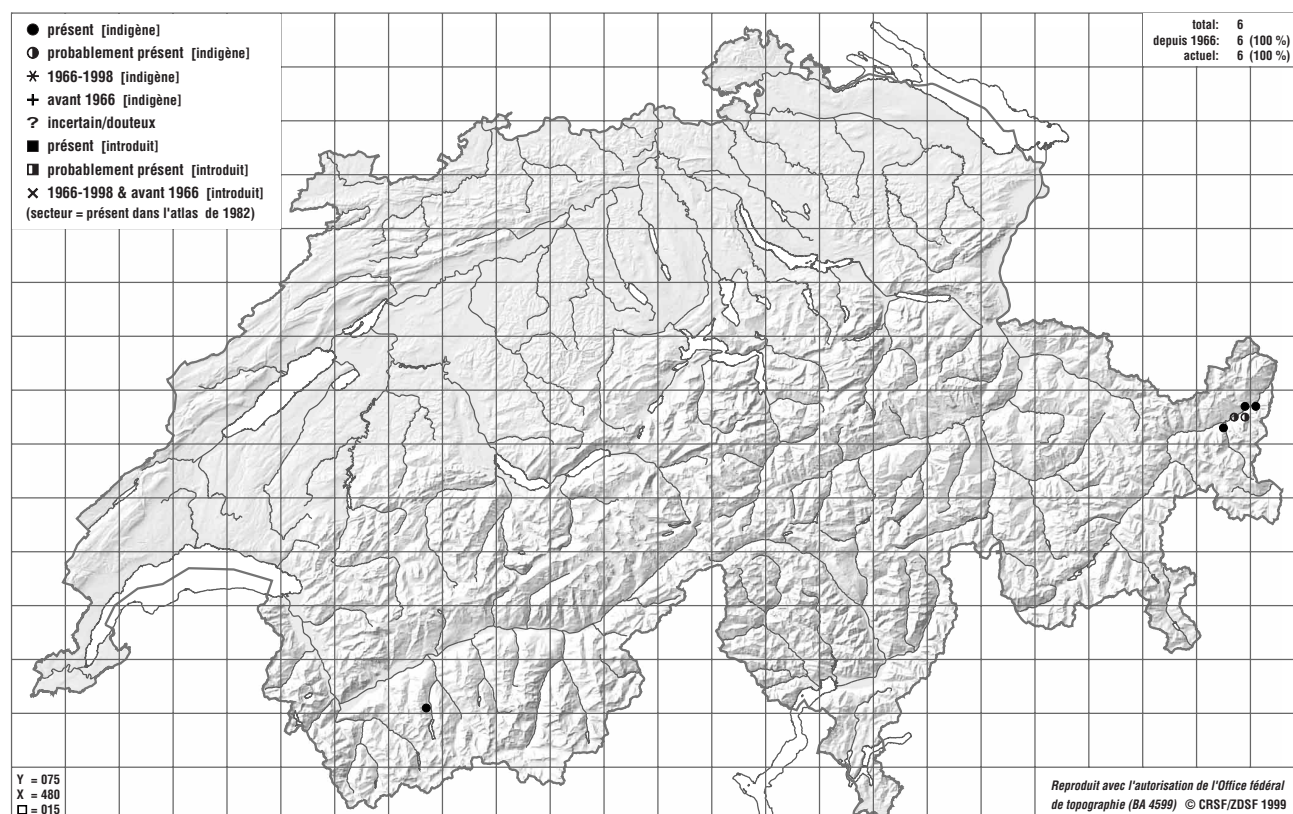 présent [indigène]
probablement présent [indigène]
1966-1998 [indigène]
avant 1966 [indigène]
? incertain/douteux
présent [introduit]
probablement présent [introduit]
1966-1998 & avant 1966 [introduit]
(secteur = présent dans l'atlas de 1982)
total: 6
depuis 1966: 6 (100 %)
actuel: 6 (100 %)
Y = 075
X = 480
= 015
Reproduit avec l'autorisation de l'Office fédéral
de topographie (BA 4599) © CRSF/ZDSF 1999